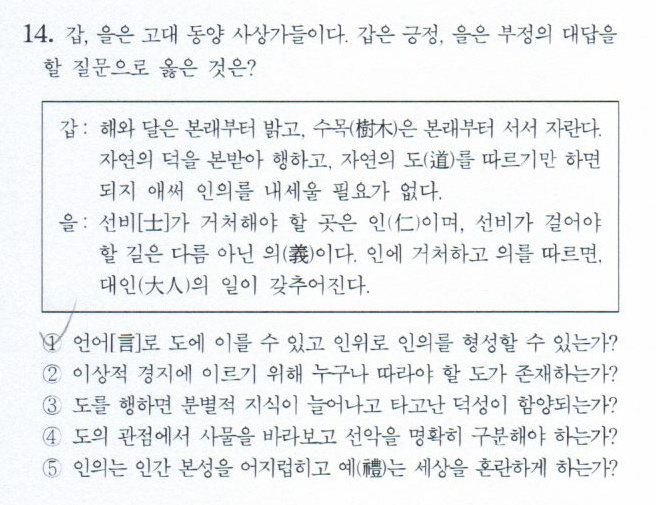 14. 갑, 을은 고대 동양 사상가들이다. 갑은 긍정, 을은 부정의 대답을
할 질문으로 옳은 것은?
갑 : 해와 달은 본래부터 밝고, 수목(樹木)은 본래부터 서서 자란다.
자연의 덕을 본받아 행하고, 자연의 도(道)를 따르기만 하면
되지 애써 인의를 내세울 필요가 없다.
을 : 선비[士]가 거처해야 할 곳은 인(仁)이며, 선비가 걸어야
할 길은 다름 아닌 의(義)이다. 인에 거처하고 의를 따르면,
대인(大人)의 일이 갖추어진다.
① 언어[言]로 도에 이를 수 있고 인위로 인의를 형성할 수 있는가?
② 이상적 경지에 이르기 위해 누구나 따라야 할 도가 존재하는가?
③ 도를 행하면 분별적 지식이 늘어나고 타고난 덕성이 함양되는가?
④ 도의 관점에서 사물을 바라보고 선악을 명확히 구분해야 하는가?
⑤ 인의는 인간 본성을 어지럽히고 예(禮)는 세상을 혼란하게 하는가?